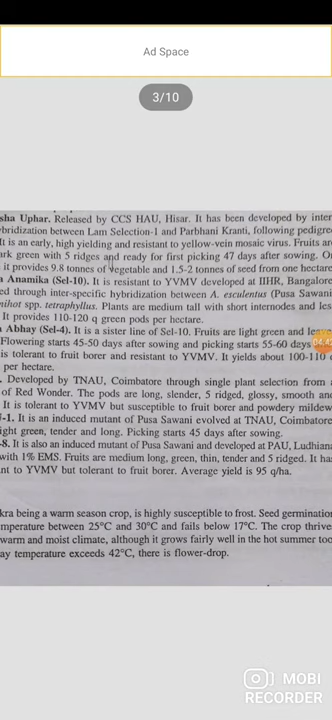 Ad Space
3/10
sha Uphar. Released by CCS HAU, Hisar. It has been developed by inter
ybridization between Lam Selection-1 and Parbhani Kranti, following pedigre
It is an early, high yielding and resistant to yellow-vein mosaic virus. Fruits are
ark green with 5 ridges and ready for first picking 47 days after sowing. O
it provides 9.8 tonnes of vegetable and 1.5-2 tonnes of seed from one hectare
a Anamika (Sel-10). It is resistant to YVMV developed at IIHR, Bangalore
ed through inter-specific hybridization between A. esculentus (Pusa Sawani
nihot spp. tetraphyllus. Plants are medium tall with short internodes and les
It provides 110-120 q green pods per hectare.
a Abhay (Sel-4). It is a sister line of Sel-10. Fruits are light green and
Flowering starts 45-50 days after sowing and picking starts 55-60 days
is tolerant to fruit borer and resistant to YVMV. It yields about 100-110
per hectare.
. Developed by TNAU, Coimbatore through single plant selection from
of Red Wonder. The pods are long, slender, 5 ridged, glossy, smooth an
It is tolerant to YVMV but susceptible to fruit borer and powdery mildew
-1. It is an induced mutant of Pusa Sawani evolved at TNAU, Coimbatore
ight green, tender and long. Picking starts 45 days after sowing.
-8. It is also an induced mutant of Pusa Sawani and developed at PAU, Ludhian
with 1% EMS. Fruits are medium long, green, thin, tender and 5 ridged. It ha
nt to YVMV but tolerant to fruit borer. Average yield is 95 q/ha.
kra being a warm season crop, is highly susceptible to frost. Seed germination
mperature between 25°C and 30°C and fails below 17°C. The crop thrive
warm and moist climate, although it grows fairly well in the hot summer too
ay temperature exceeds 42°C, there is flower-drop.
MOBI
RECORDER